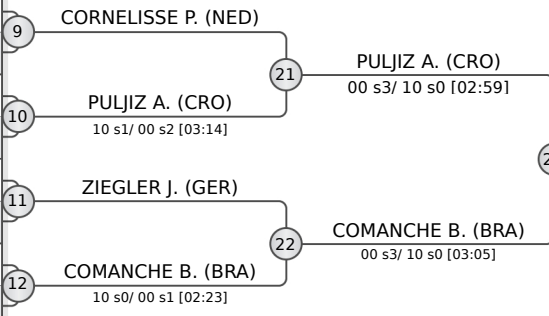 9
CORNELISSE P. (NED)
21
PULJIZ A. (CRO)
00 s3/ 10 s0 [02:59]
10
PULJIZ A. (CRO)
10 s1/ 00 s2 [03:14]
11
ZIEGLER J. (GER)
22
COMANCHE B. (BRA)
00 s3/ 10 s0 [03:05]
12
COMANCHE B. (BRA)
10 s0/ 00 s1 [02:23]